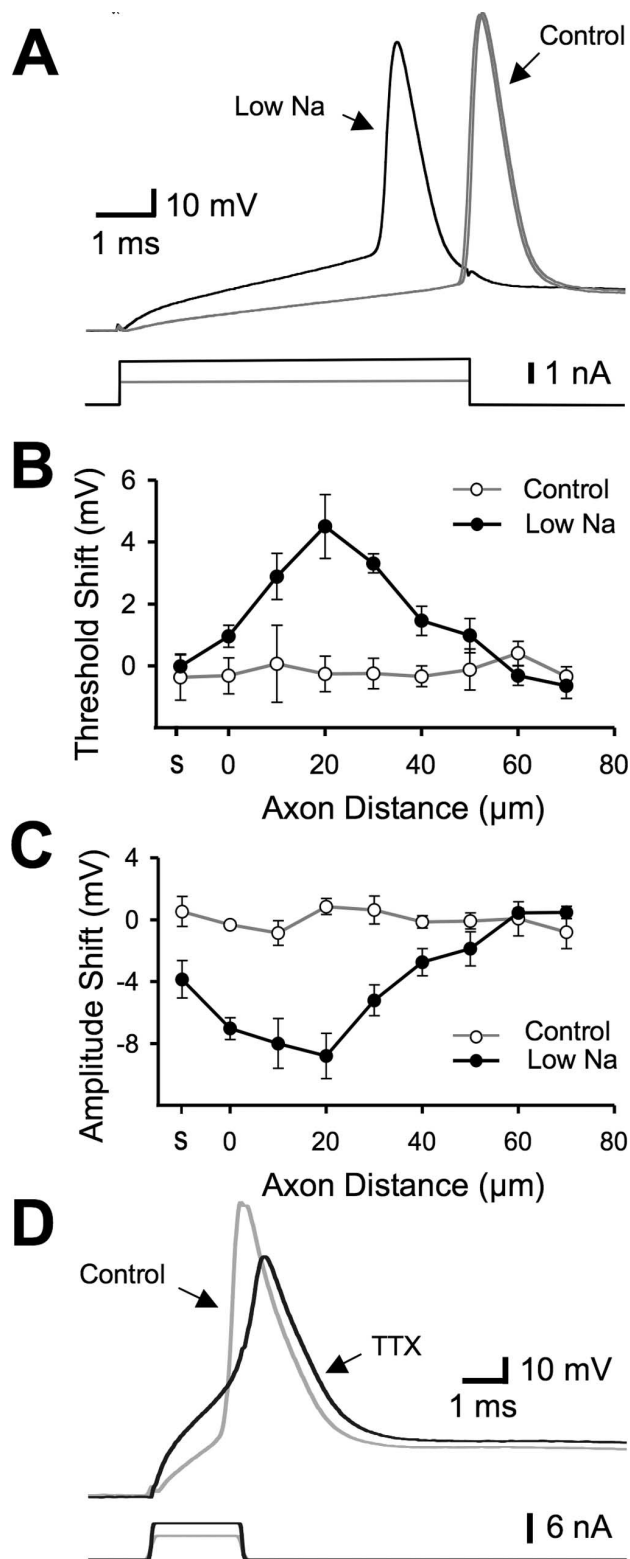 A
Control
Low Na
10 mV
1 ms
1 nA
B
Threshold Shift (mV)
6
4
2
0
Control
Low Na
S 0 20 40 60 80
Axon Distance (µm)
C
Amplitude Shift (mV)
4
0
-4
-8
Control
Low Na
S 0 20 40 60 80
Axon Distance (µm)
D
Control
TTX
10 mV
1 ms
6 nA